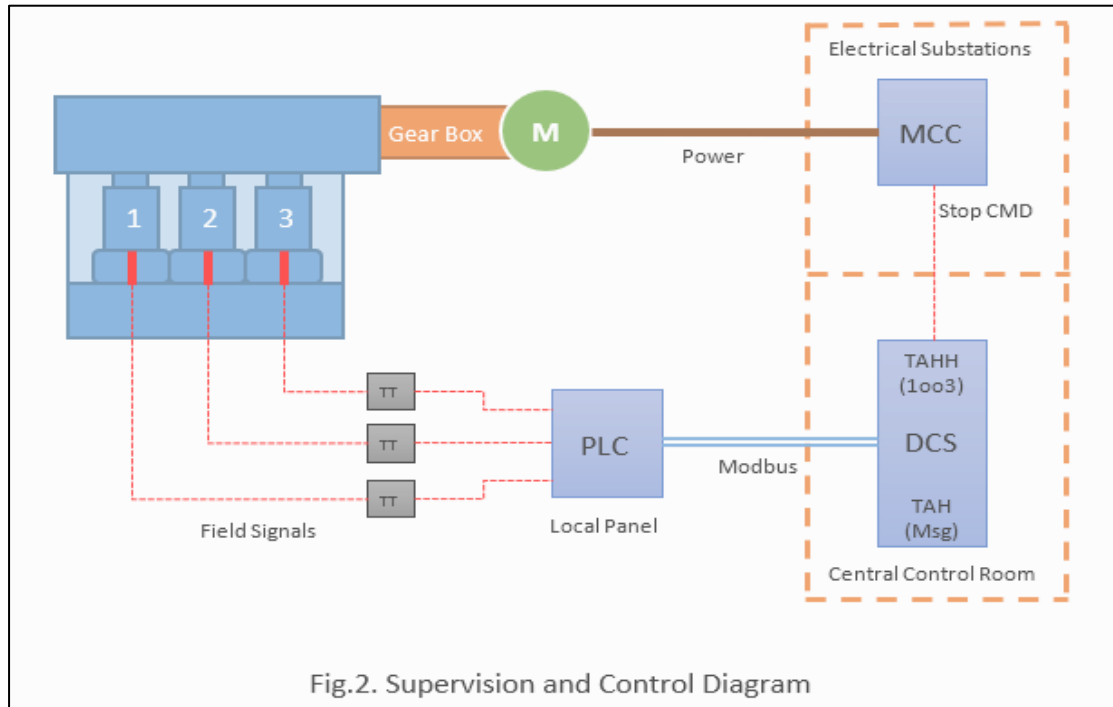 Electrical Substations
Gear Box
M
MCC
Power
Stop CMD
1
2
3
TAHH
(1oo3)
TT
TT
TT
PLC
DCS
Modbus
TAH
(Msg)
Field Signals
Local Panel
Central Control Room
Fig.2. Supervision and Control Diagram